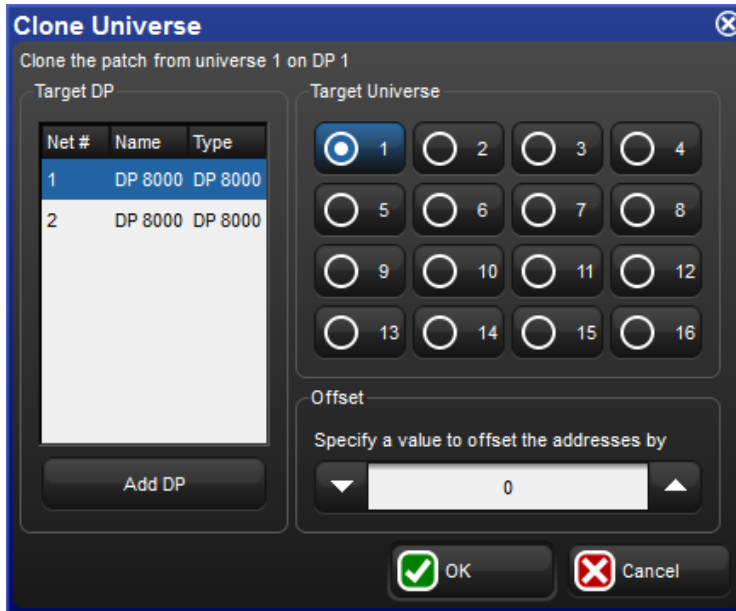 Clone Universe
Clone the patch from universe 1 on DP 1
Target DP
Net # Name Type
1 DP 8000 DP 8000
2 DP 8000 DP 8000
Add DP
Target Universe
1 2 3 4
5 6 7 8
9 10 11 12
13 14 15 16
Offset
Specify a value to offset the addresses by
0
OK Cancel